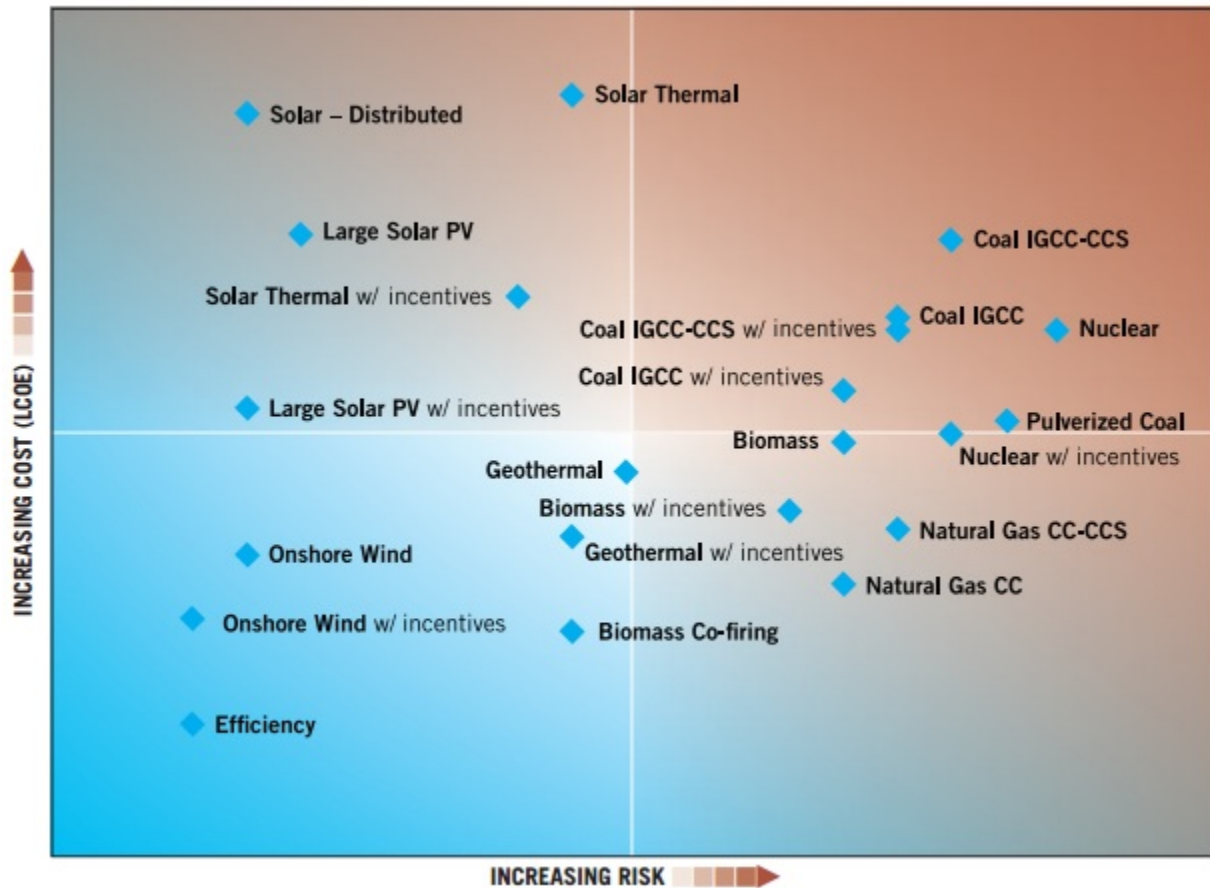 Solar Thermal
Solar – Distributed
Large Solar PV
Coal IGCC-CCS
Solar Thermal w/ incentives
Coal IGCC
Coal IGCC-CCS w/ incentives
Nuclear
Coal IGCC w/ incentives
Large Solar PV w/ incentives
Pulverized Coal
Biomass
Nuclear w/ incentives
Geothermal
Biomass w/ incentives
Natural Gas CC-CCS
Onshore Wind
Geothermal w/ incentives
Natural Gas CC
Onshore Wind w/ incentives
Biomass Co-firing
Efficiency
INCREASING COST (LCOE)
INCREASING RISK